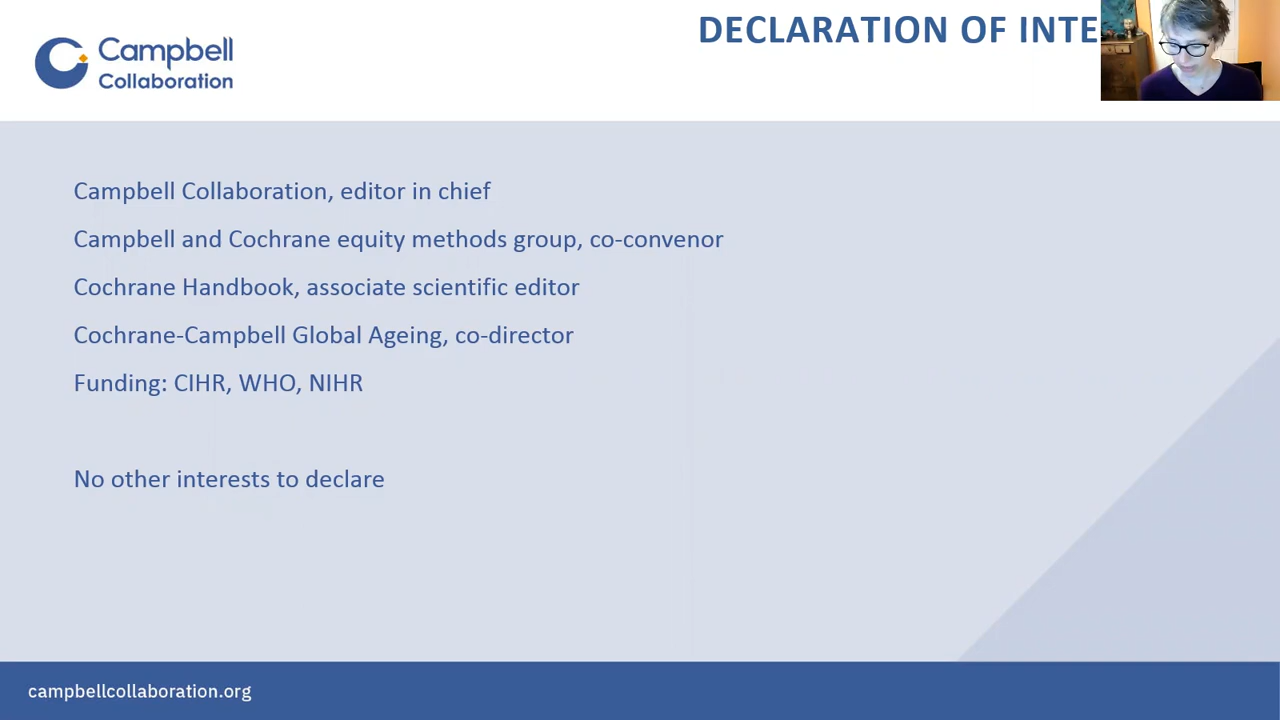 DECLARATION OF INTE
Campbell
Collaboration
Campbell Collaboration, editor in chief
Campbell and Cochrane equity methods group, co-convenor
Cochrane Handbook, associate scientific editor
Cochrane-Campbell Global Ageing, co-director
Funding: CIHR, WHO, NIHR
No other interests to declare
campbellcollaboration.org